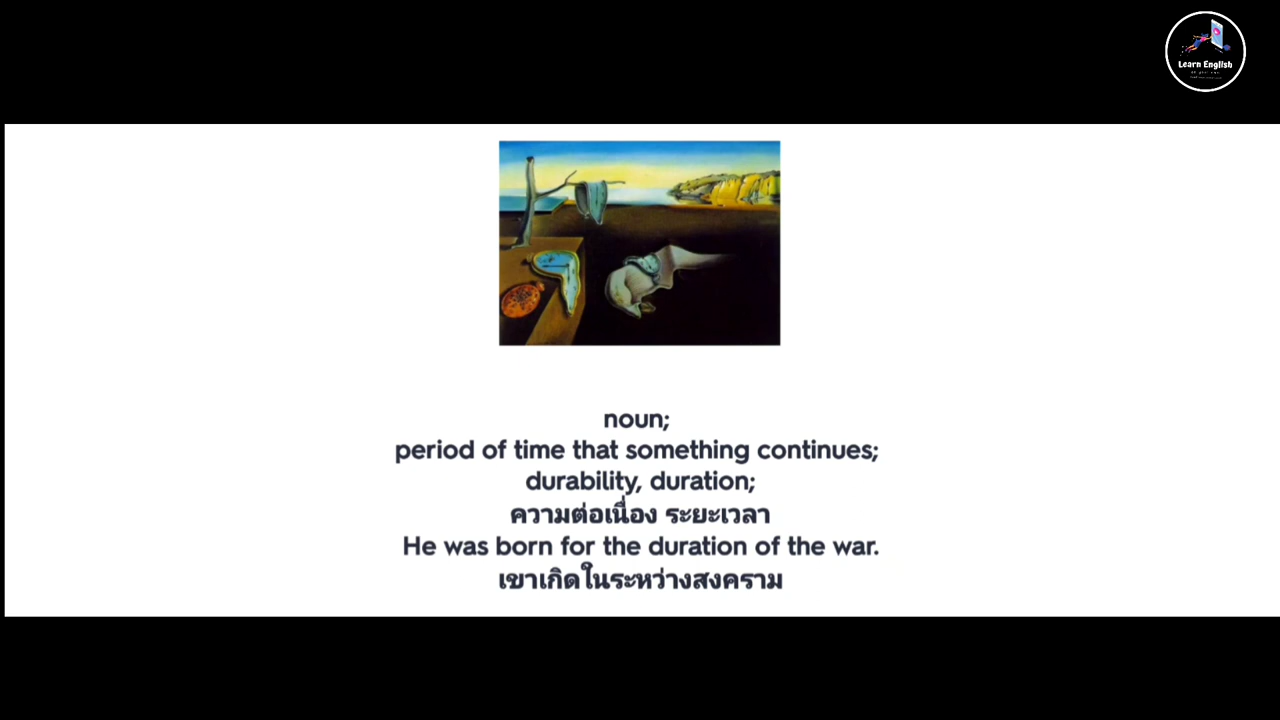 Learn English
noun;
period of time that something continues;
durability, duration;
ความต่อเนื่อง ระยะเวลา
He was born for the duration of the war.
เขาเกิดในระหว่างสงคราม